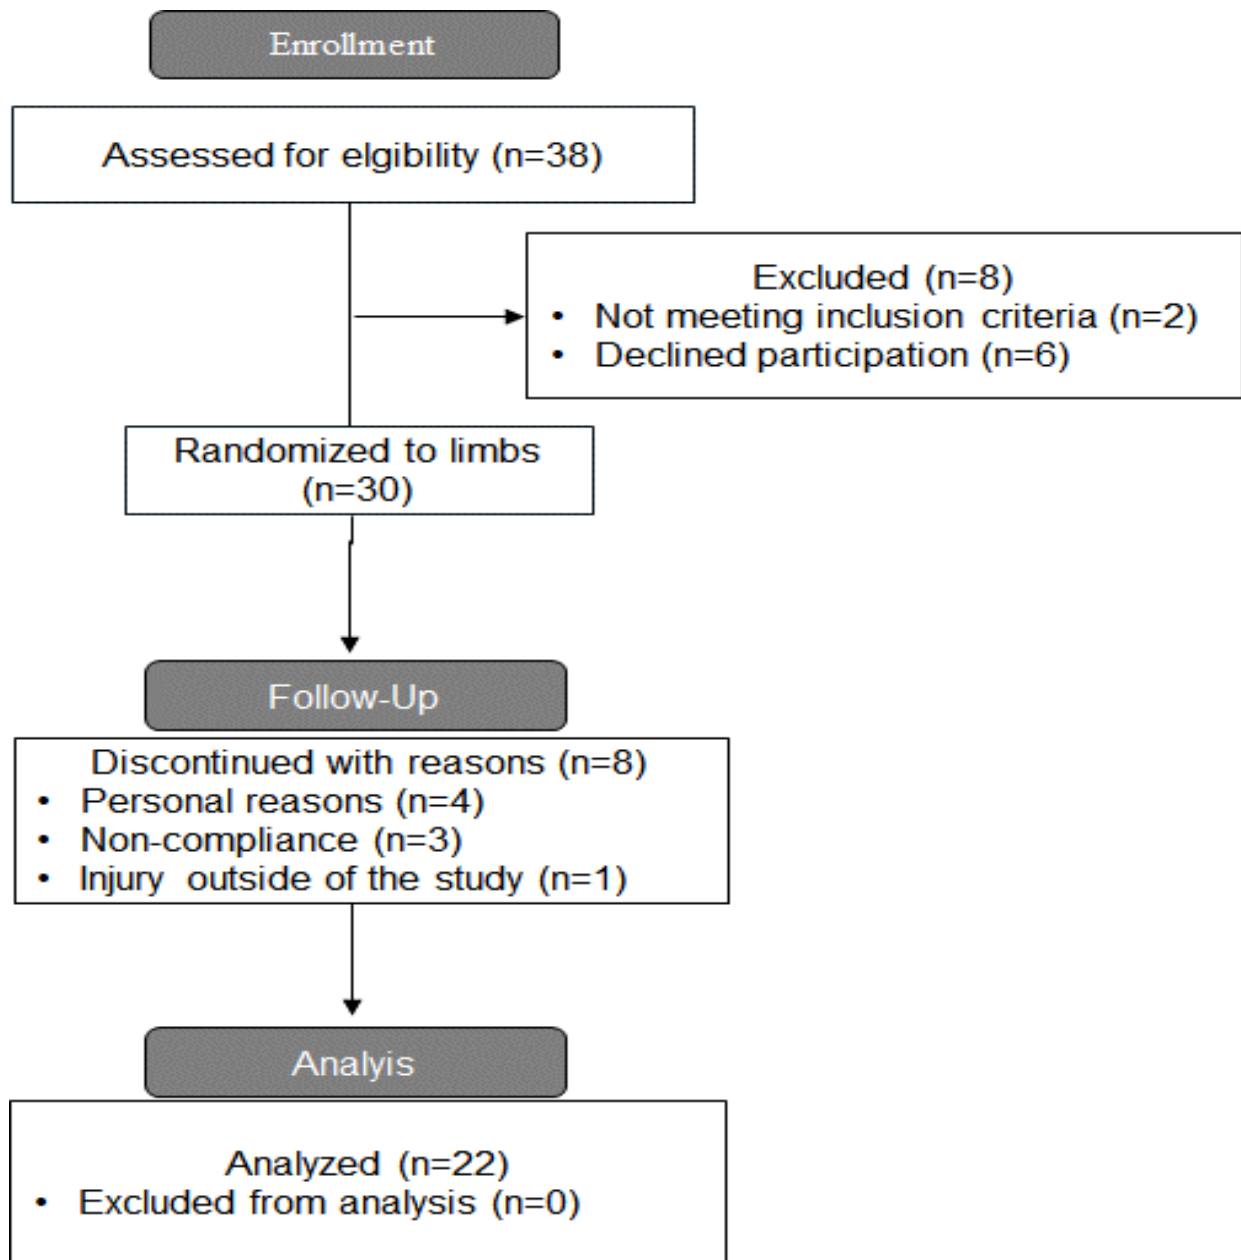 Enrollment
Assessed for elgibility (n=38)
Excluded (n=8)
• Not meeting inclusion criteria (n=2)
• Declined participation (n=6)
Randomized to limbs
(n=30)
Follow-Up
Discontinued with reasons (n=8)
• Personal reasons (n=4)
• Non-compliance (n=3)
• Injury outside of the study (n=1)
Analyis
Analyzed (n=22)
• Excluded from analysis (n=0)